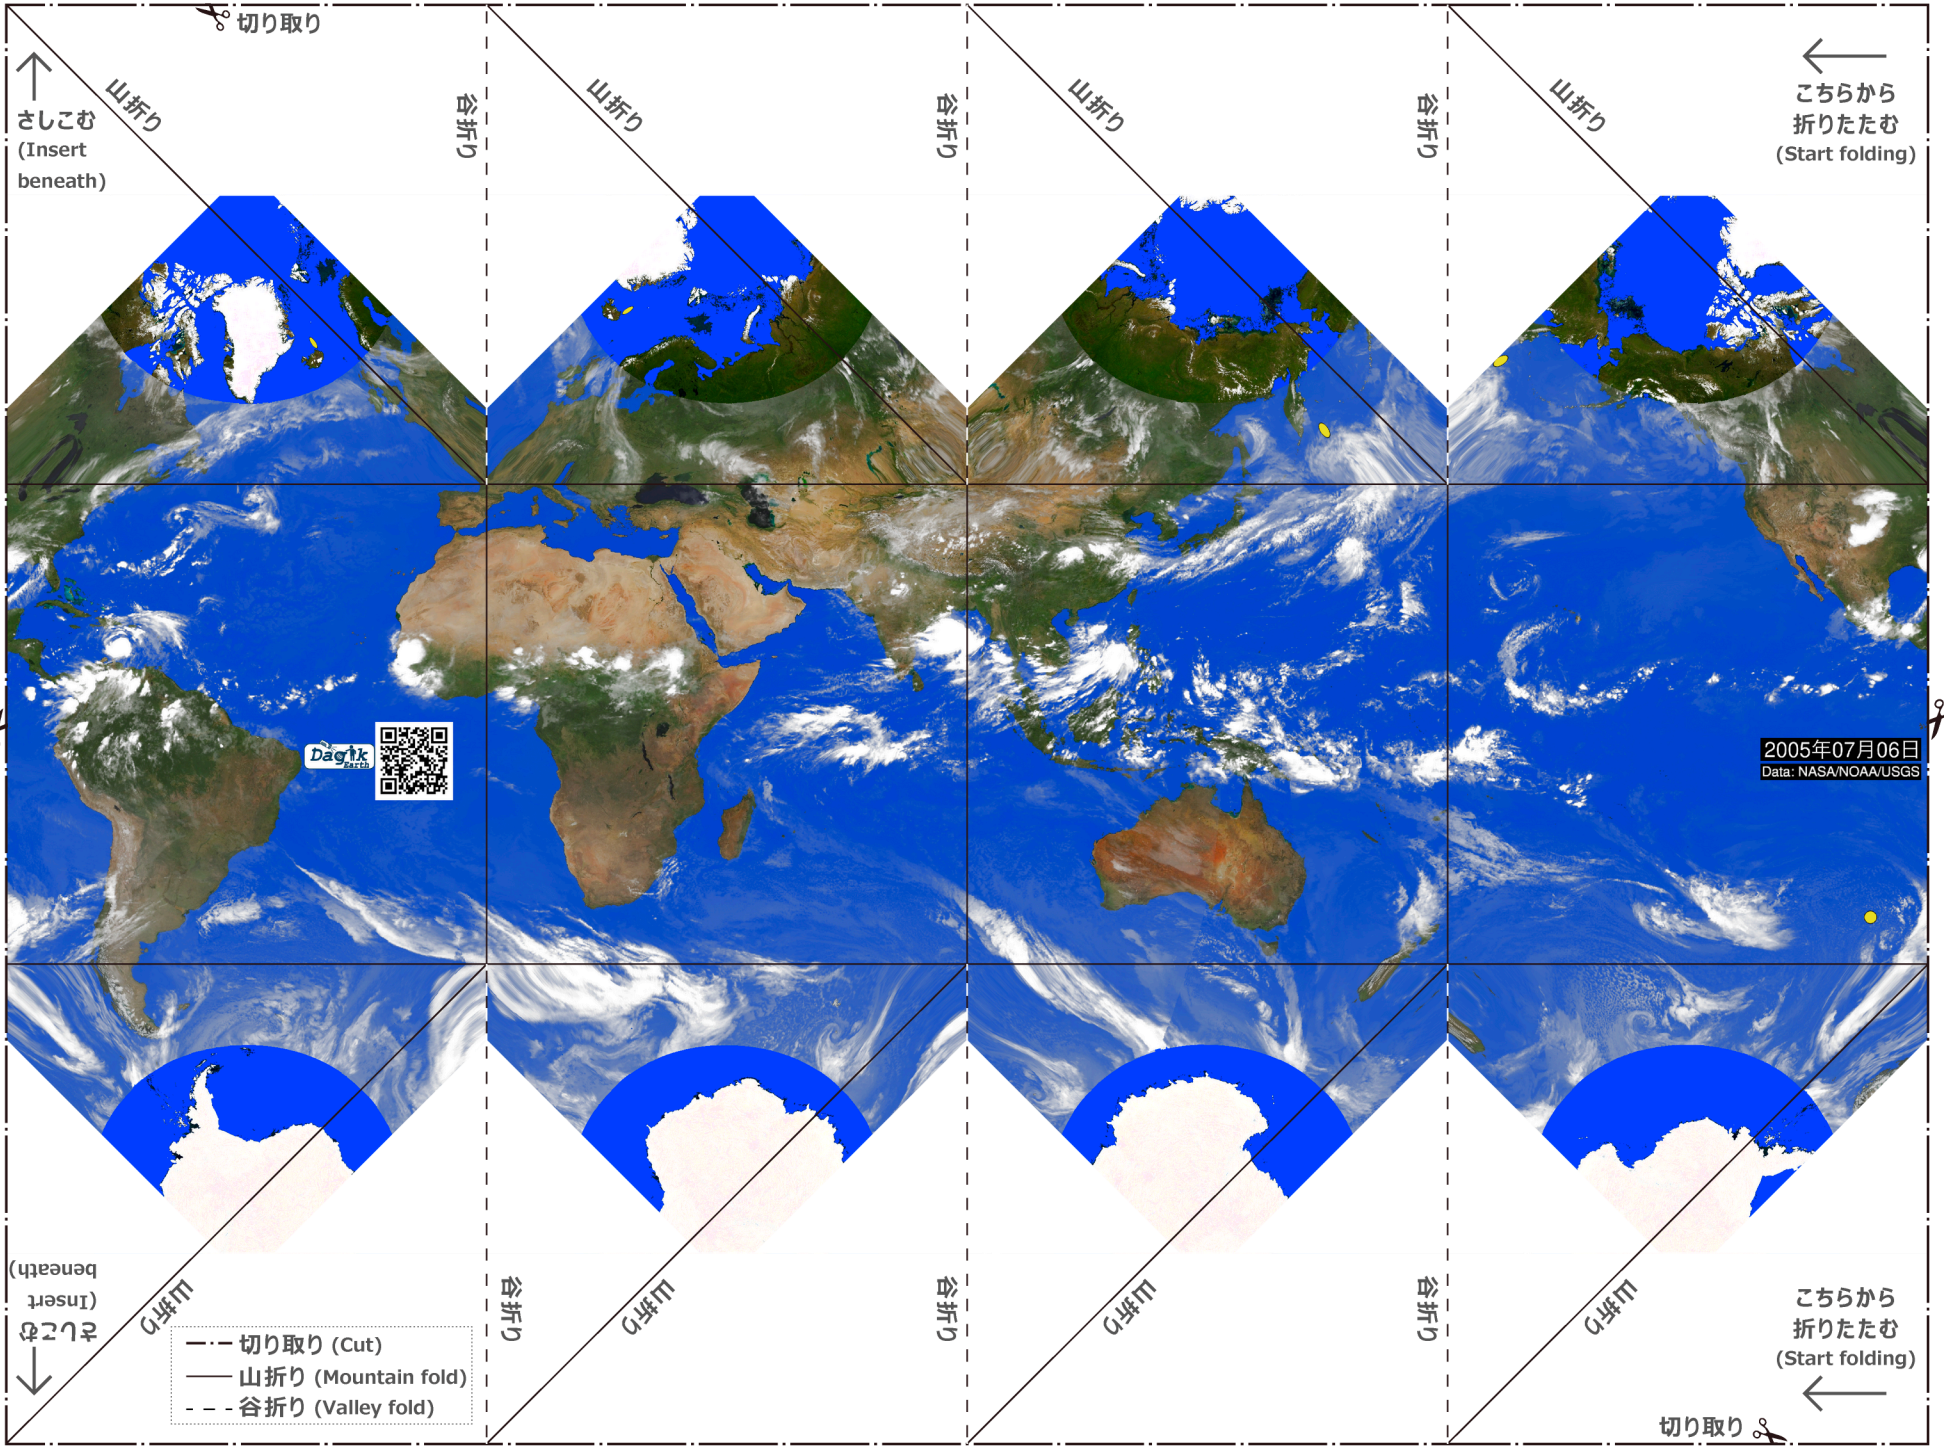 切り取り
山折り
谷折り
山折り
谷折り
山折り
谷折り
山折り
さしこむ
(Insert
beneath)
こちらから
折りたたむ
(Start folding)
Dagik
Earth
2005年07月06日
Data: NASA/NOAA/USGS
さしこむ
(Insert
beneath)
山折り
谷折り
山折り
谷折り
山折り
谷折り
山折り
こちらから
折りたたむ
(Start folding)
切り取り (Cut)
山折り (Mountain fold)
谷折り (Valley fold)
切り取り